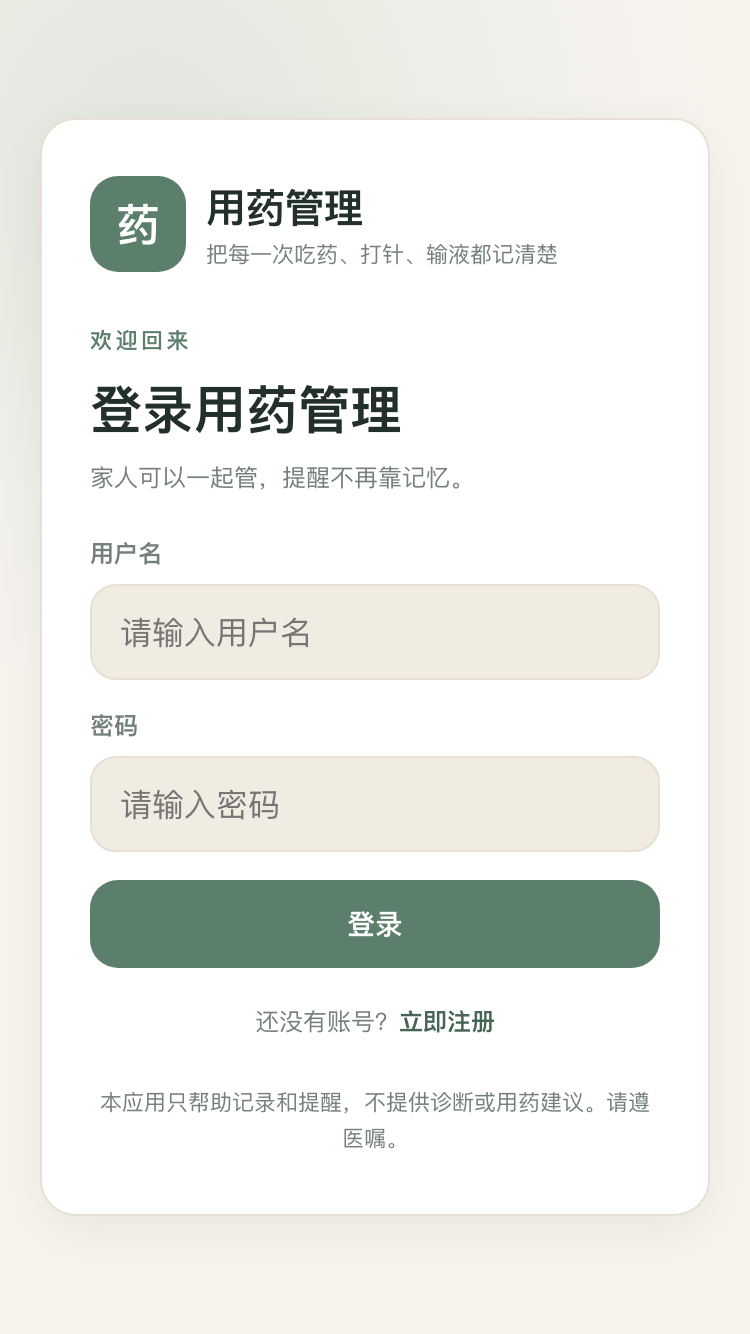 药
用药管理
把每一次吃药、打针、输液都记清楚
欢迎回来
登录用药管理
家人可以一起管，提醒不再靠记忆。
用户名
请输入用户名
密码
请输入密码
登录
还没有账号？立即注册
本应用只帮助记录和提醒，不提供诊断或用药建议。请遵
医嘱。